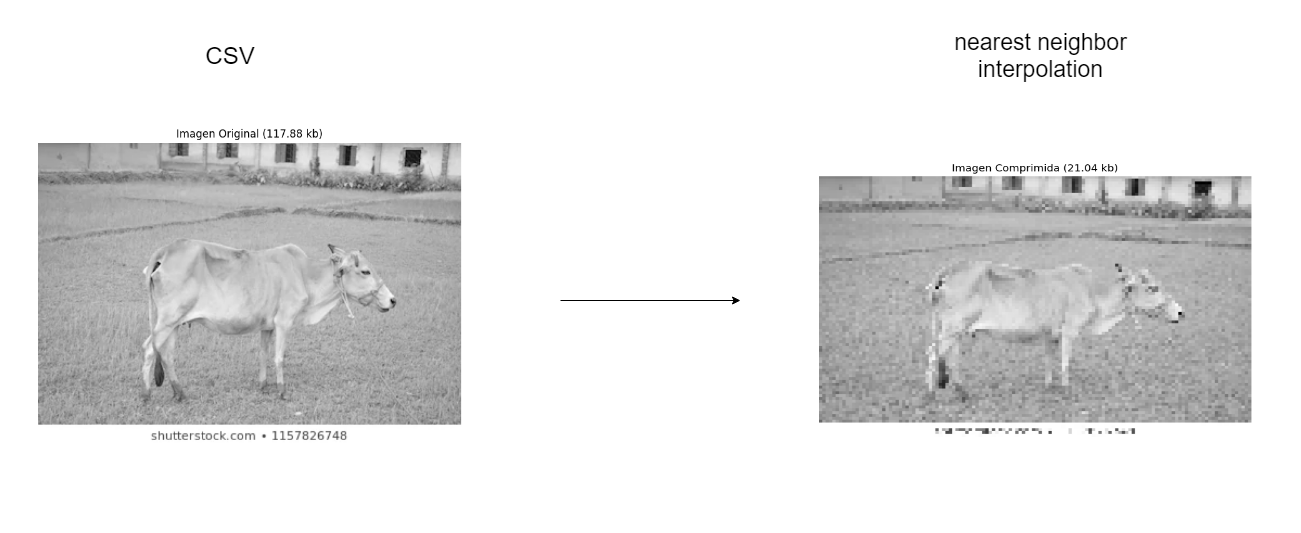 CSV
nearest neighbor
interpolation
Imagen Original (117.88 kb)
Imagen Comprimida (21.04 kb)
shutterstock.com • 1157826748